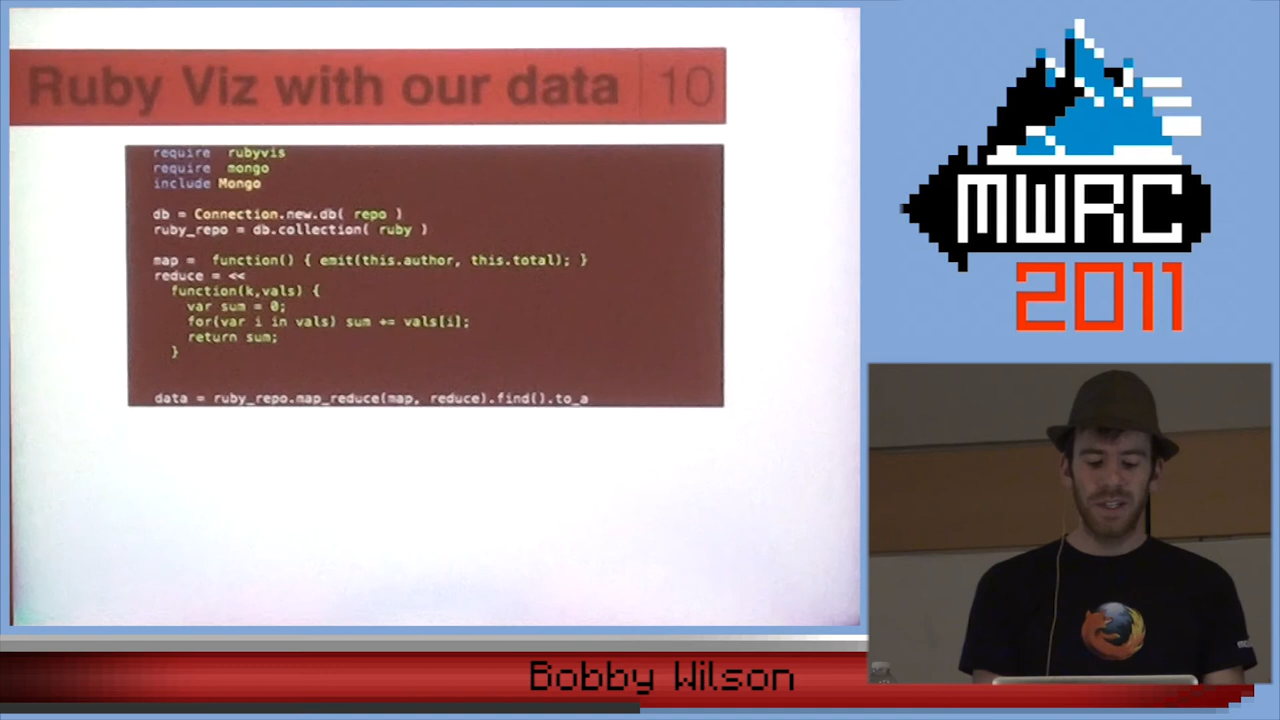 Ruby Viz with our data 10
require rubyvis
require mongo
include Mongo
db = Connection.new.db( repo )
ruby_repo = db.collection( ruby )
map = function() { emit(this.author, this.total); }
reduce = <<
function(k,vals) {
var sum = 0;
for(var i in vals) sum += vals[i];
return sum;
}
data = ruby_repo.map_reduce(map, reduce).find().to_a
MWRC
2011
Bobby Wilson